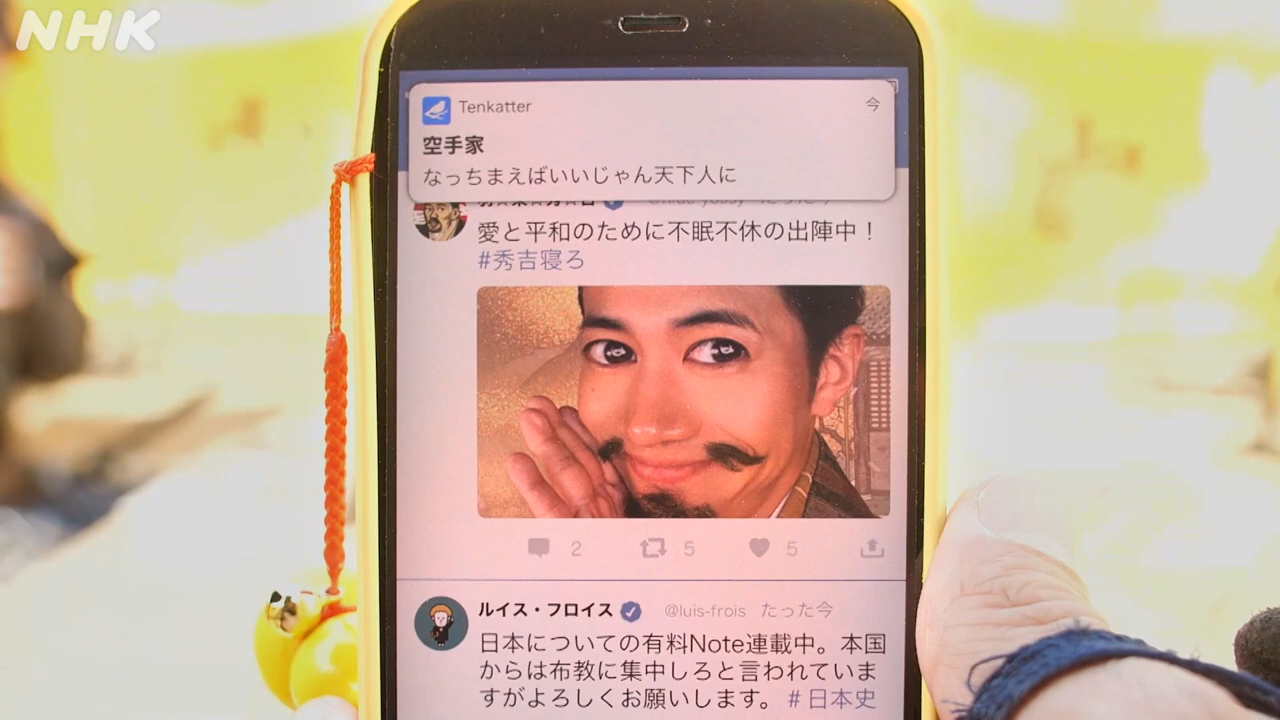 NHK
Tenkatter 今
空手家
なっちまえばいいじゃん天下人に
たった今
愛と平和のために不眠不休の出陣中！
#秀吉寝ろ
2 5 5
ルイス・フロイス @luis-frois たった今
日本についての有料Note連載中。本国
からは布教に集中しろと言われていま
すがよろしくお願いします。 #日本史